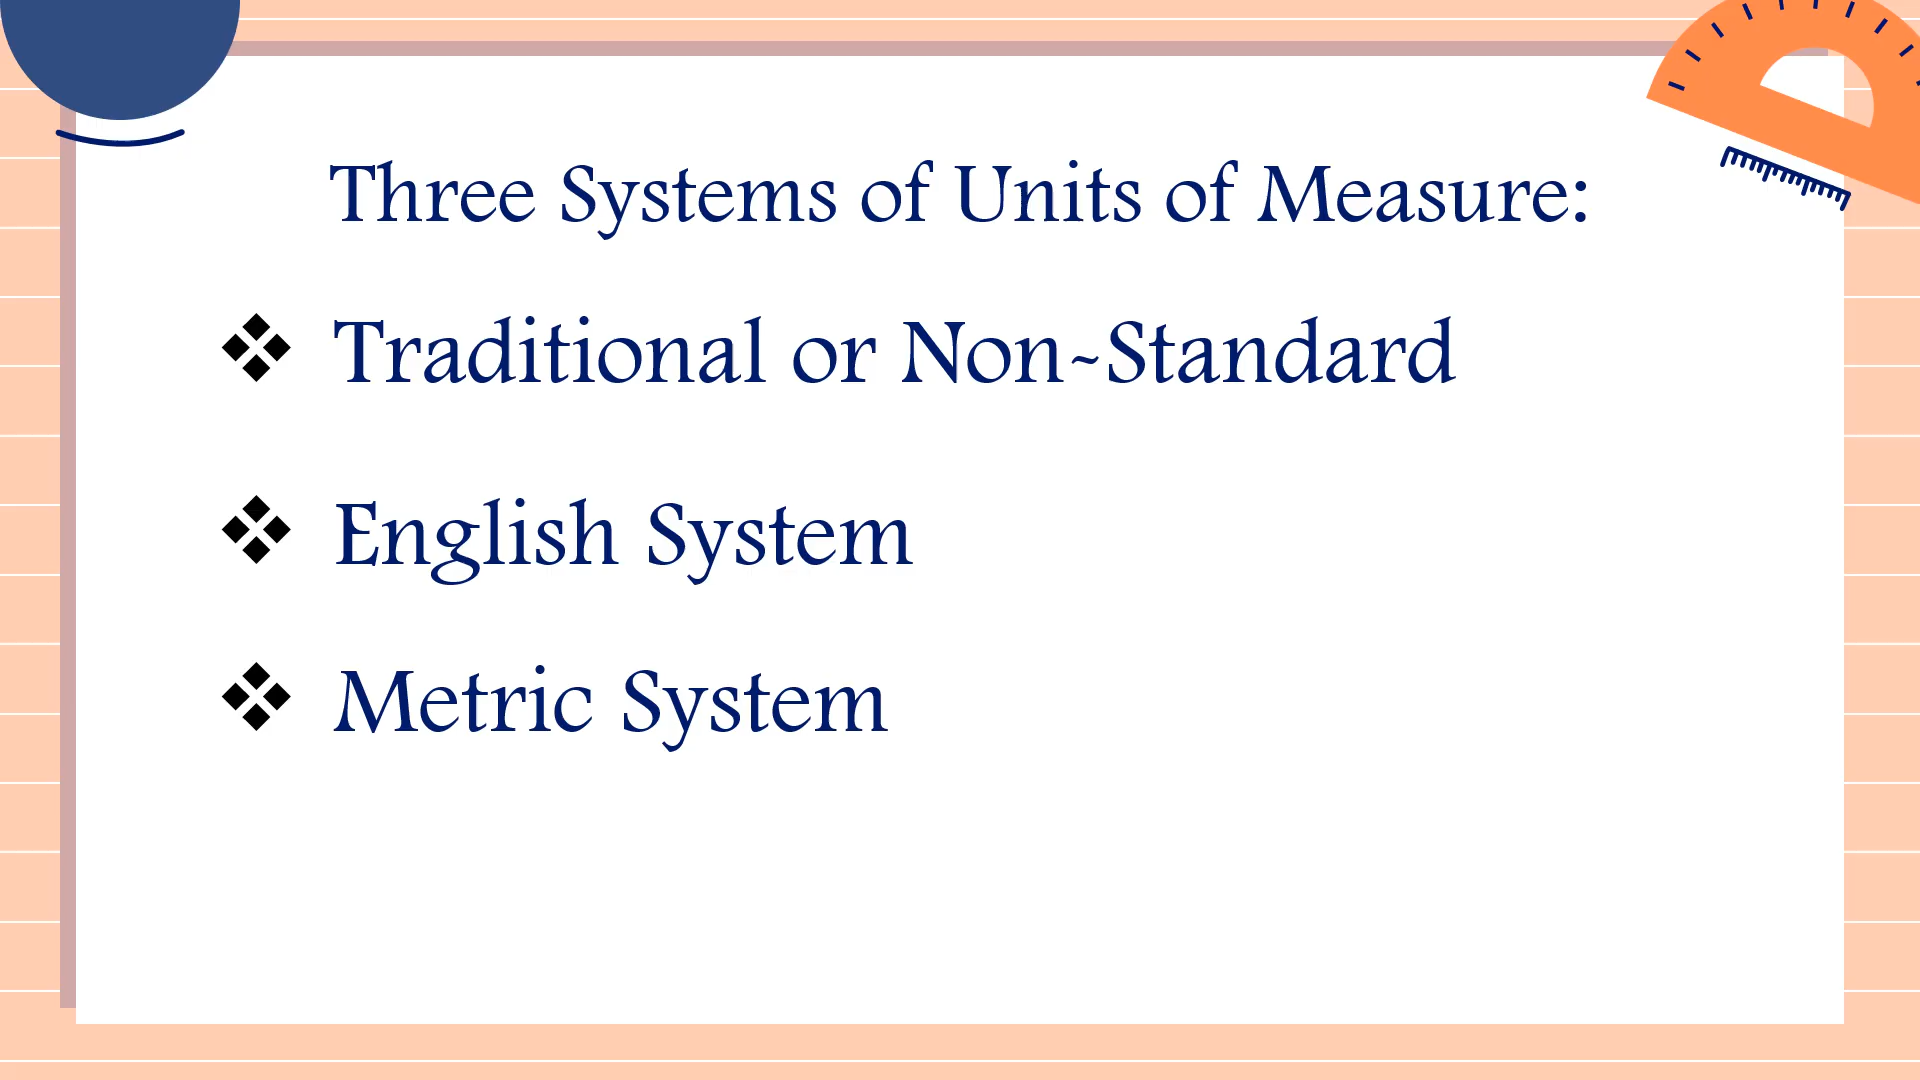 Three Systems of Units of Measure:
❖ Traditional or Non-Standard
❖ English System
❖ Metric System